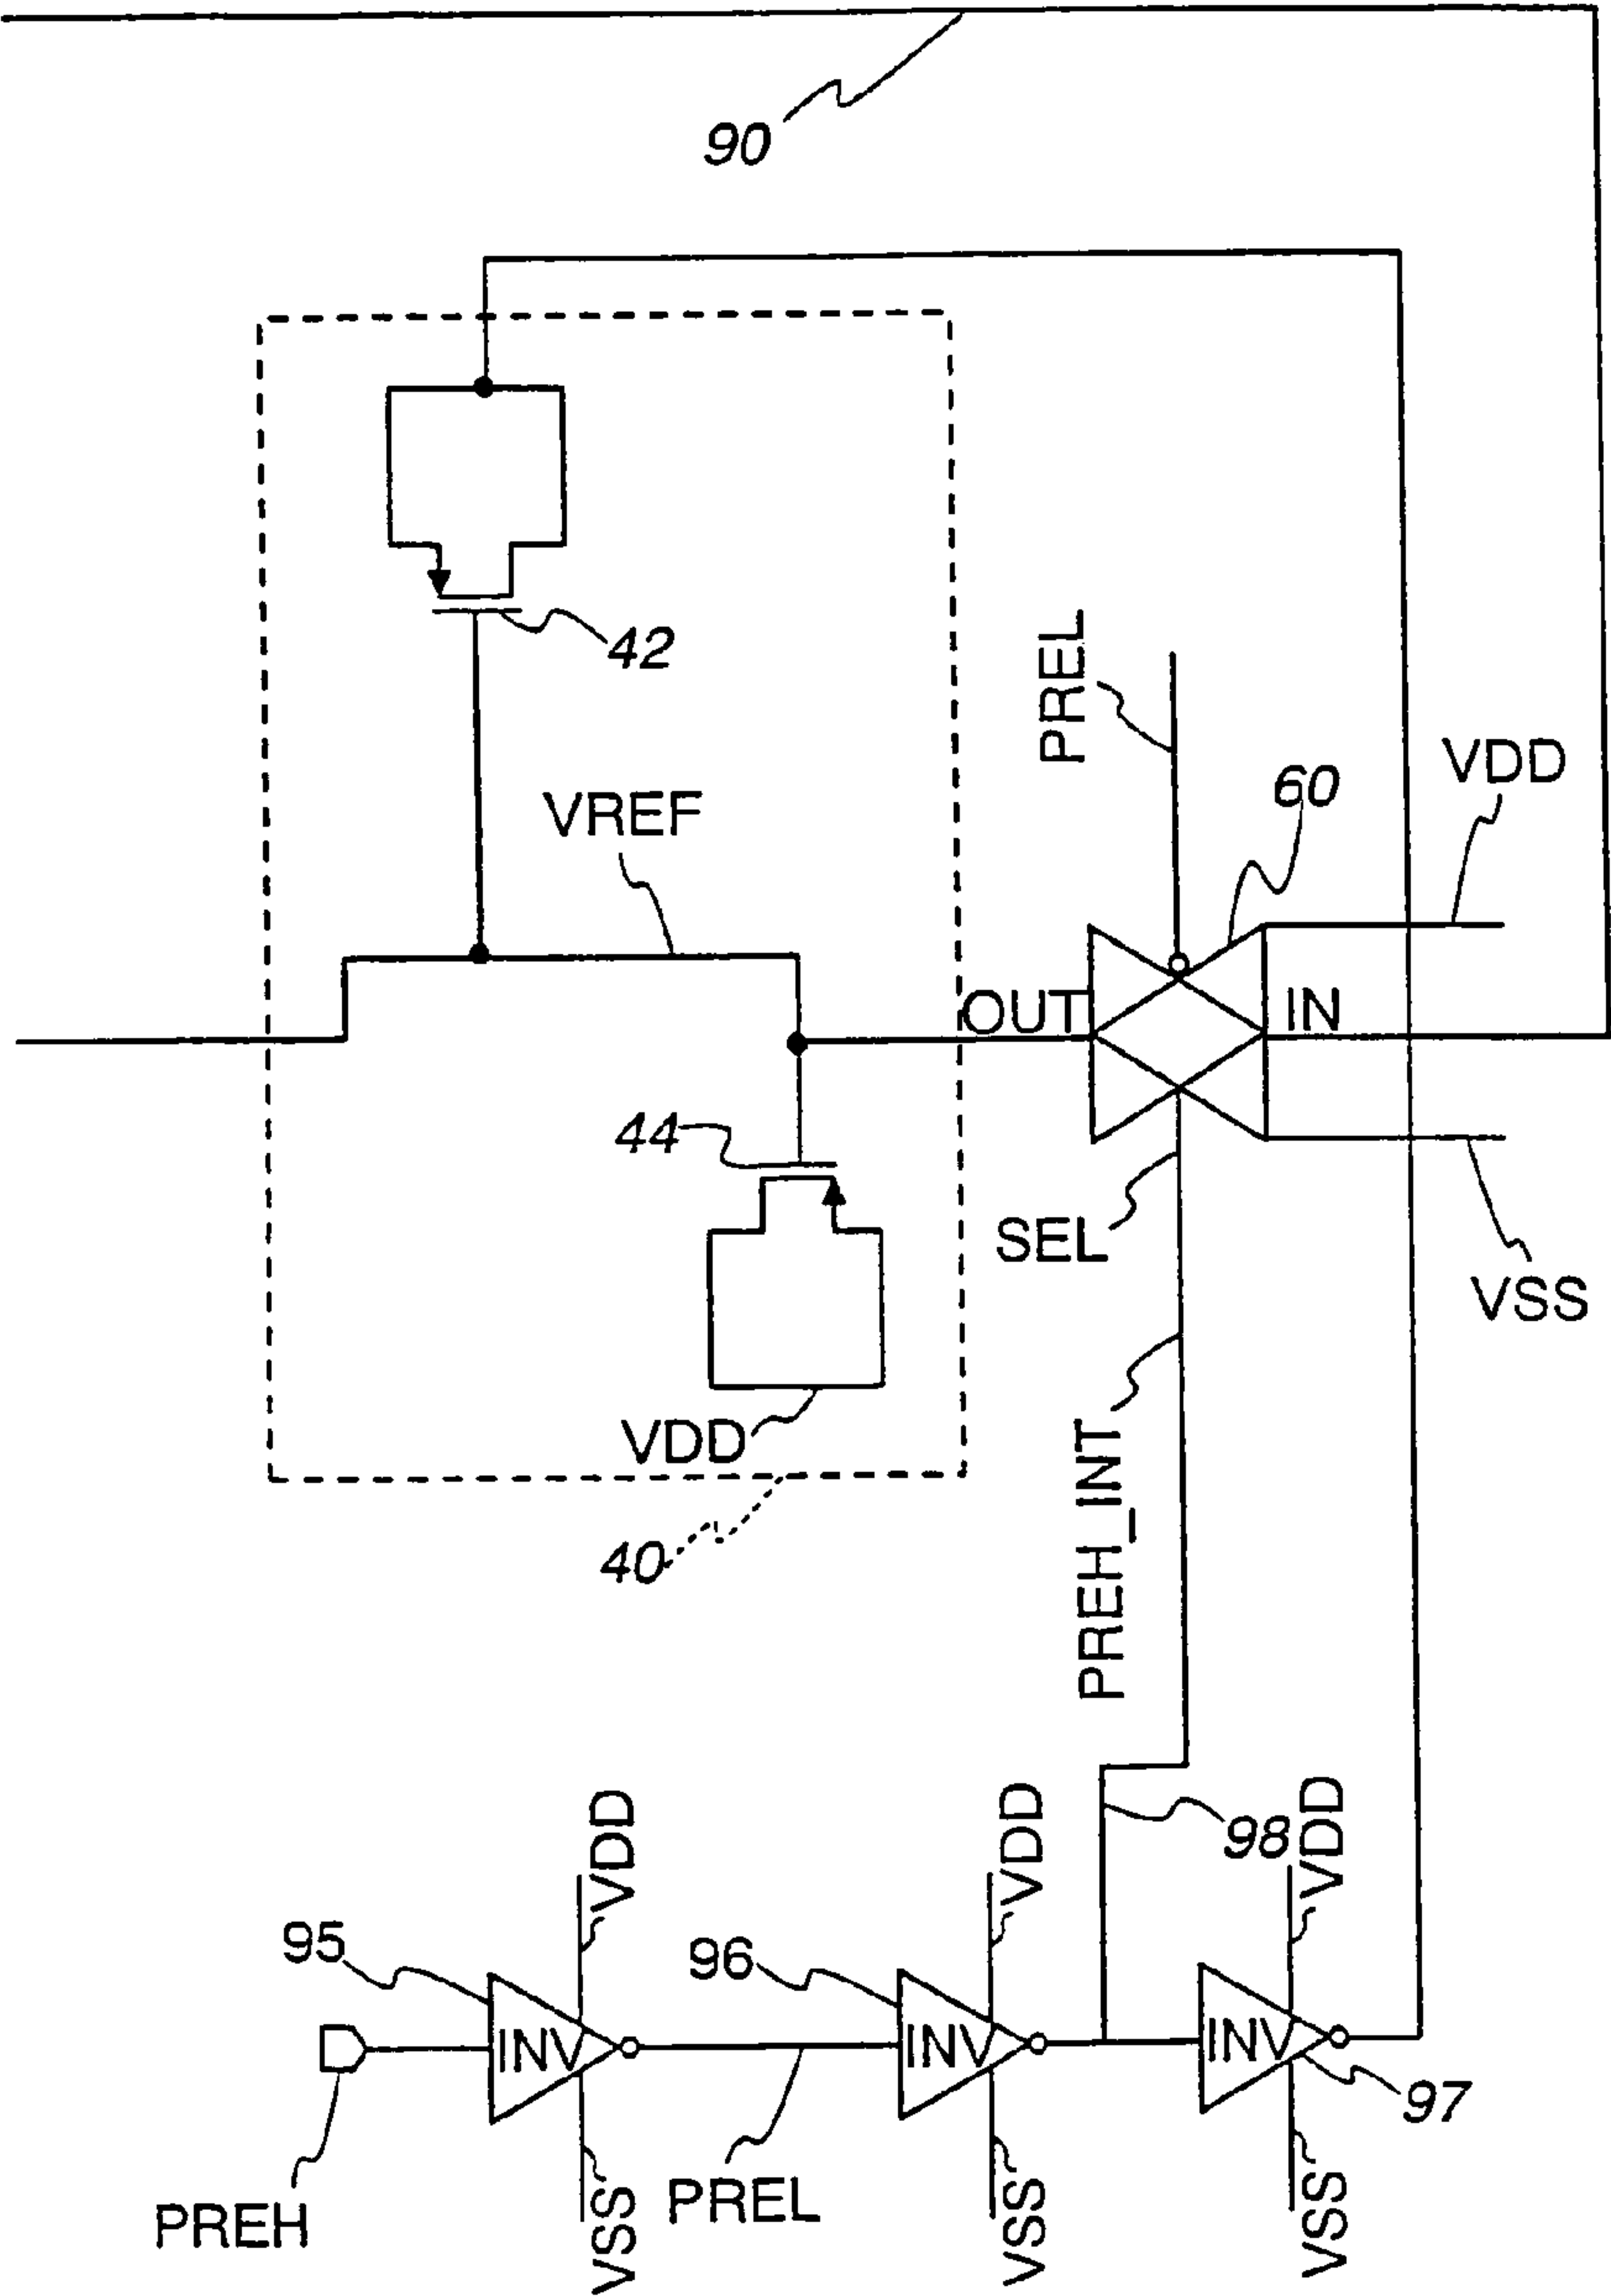 90
42
PREL
VDD
60
VREF
OUT
IN
44
SEL
VSS
VDD
40
PREH_INT
98
VDD
VDD
VDD
95
96
INV
INV
INV
97
PREH
VSS
PREL
VSS
VSS